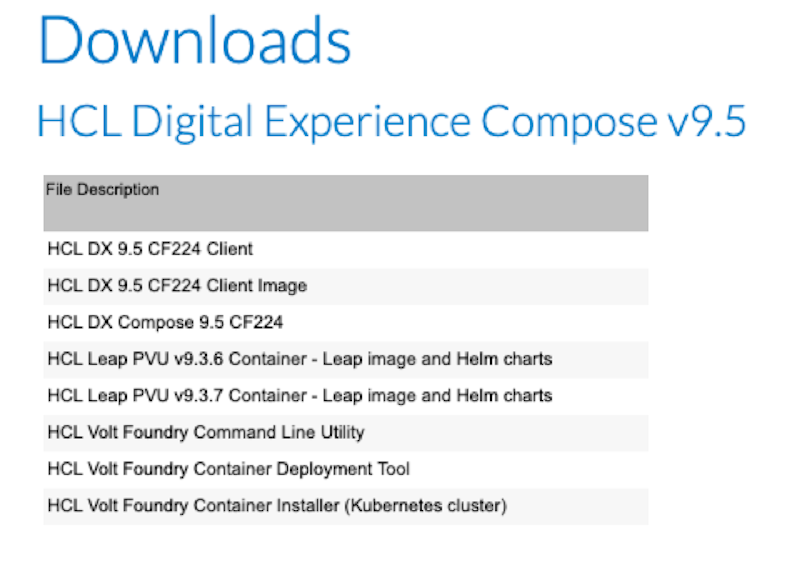 Downloads
HCL Digital Experience Compose v9.5
File Description
HCL DX 9.5 CF224 Client
HCL DX 9.5 CF224 Client Image
HCL DX Compose 9.5 CF224
HCL Leap PVU v9.3.6 Container - Leap image and Helm charts
HCL Leap PVU v9.3.7 Container - Leap image and Helm charts
HCL Volt Foundry Command Line Utility
HCL Volt Foundry Container Deployment Tool
HCL Volt Foundry Container Installer (Kubernetes cluster)